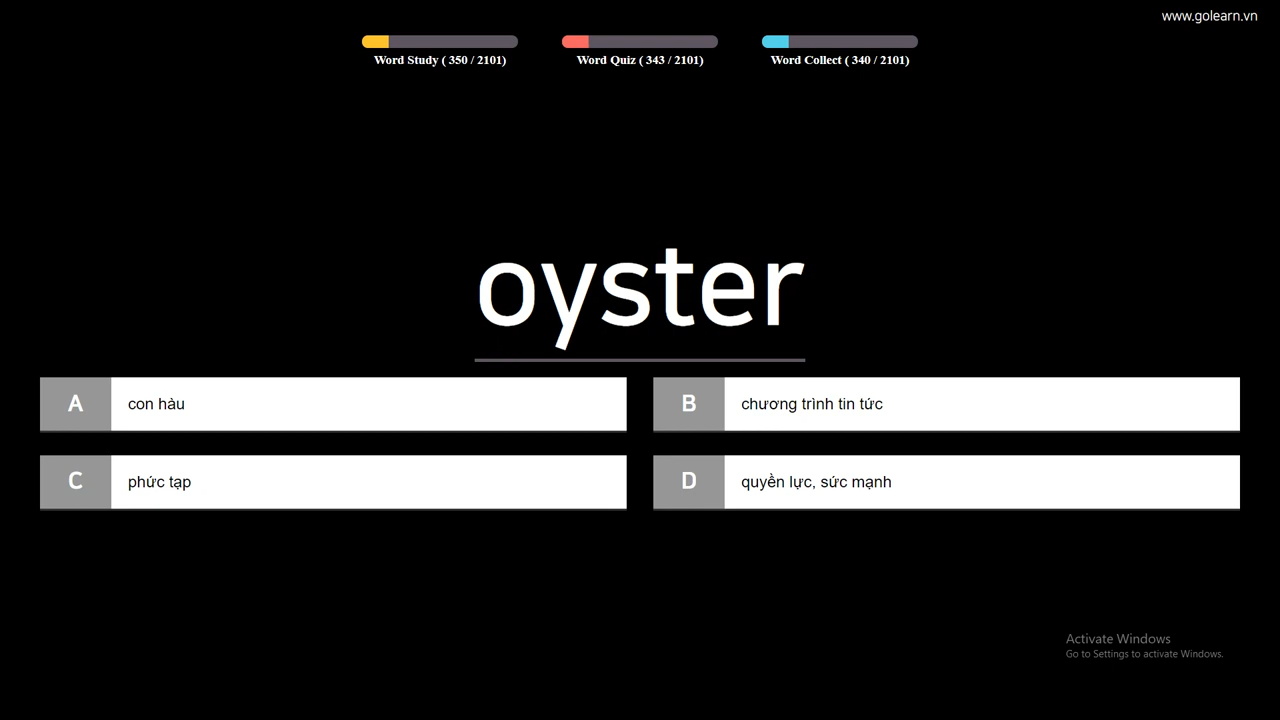 www.golearn.vn
Word Study ( 350 / 2101)
Word Quiz ( 343 / 2101)
Word Collect ( 340 / 2101)
oyster
A con hàu
B chương trình tin tức
C phức tạp
D quyền lực, sức mạnh
Activate Windows
Go to Settings to activate Windows.